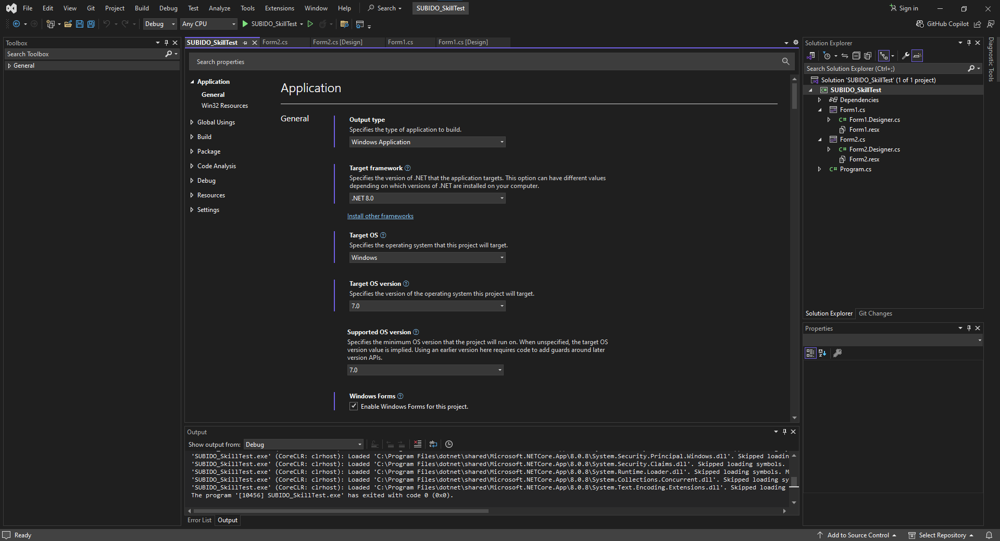 File Edit View Git Project Build Debug Test Analyze Tools Extensions Window Help Search SUBIDO_SkillTest Sign in
Debug Any CPU SUBIDO_SkillTest GitHub Copilot
Toolbox
Search Toolbox
General
SUBIDO_SkillTest Form2.cs Form2.cs [Design] Form1.cs Form1.cs [Design]
Search properties
Application
General
Win32 Resources
Global Usings
Build
Package
Code Analysis
Debug
Resources
Settings
Application
General
Output type
Specifies the type of application to build.
Windows Application
Target framework
Specifies the version of .NET that the application targets. This option can have different values
depending on which versions of .NET are installed on your computer.
.NET 8.0
Install other frameworks
Target OS
Specifies the operating system that this project will target.
Windows
Target OS version
Specifies the version of the operating system this project will target.
7.0
Supported OS version
Specifies the minimum OS version that the project will run on. When unspecified, the target OS
version value is implied. Using an earlier version here requires code to add guards around later
version APIs.
7.0
Windows Forms
Enable Windows Forms for this project.
Output
Show output from: Debug
'SUBIDO_SkillTest.exe' (CoreCLR: clrhost): Loaded 'C:\Program Files\dotnet\shared\Microsoft.NETCore.App\8.0.8\System.Security.Principal.Windows.dll'. Skipped loadin
'SUBIDO_SkillTest.exe' (CoreCLR: clrhost): Loaded 'C:\Program Files\dotnet\shared\Microsoft.NETCore.App\8.0.8\System.Security.Claims.dll'. Skipped loading symbols.
'SUBIDO_SkillTest.exe' (CoreCLR: clrhost): Loaded 'C:\Program Files\dotnet\shared\Microsoft.NETCore.App\8.0.8\System.Runtime.Loader.dll'. Skipped loading symbols. M
'SUBIDO_SkillTest.exe' (CoreCLR: clrhost): Loaded 'C:\Program Files\dotnet\shared\Microsoft.NETCore.App\8.0.8\System.Collections.Concurrent.dll'. Skipped loading sy
'SUBIDO_SkillTest.exe' (CoreCLR: clrhost): Loaded 'C:\Program Files\dotnet\shared\Microsoft.NETCore.App\8.0.8\System.Text.Encoding.Extensions.dll'. Skipped loading
The program '[10456] SUBIDO_SkillTest.exe' has exited with code 0 (0x0).
Error List Output
Solution Explorer
Search Solution Explorer (Ctrl+;)
Solution 'SUBIDO_SkillTest' (1 of 1 project)
C# SUBIDO_SkillTest
Dependencies
Form1.cs
C# Form1.Designer.cs
Form1.resx
Form2.cs
C# Form2.Designer.cs
Form2.resx
C# Program.cs
Solution Explorer Git Changes
Properties
Diagnostic Tools
Ready Add to Source Control Select Repository